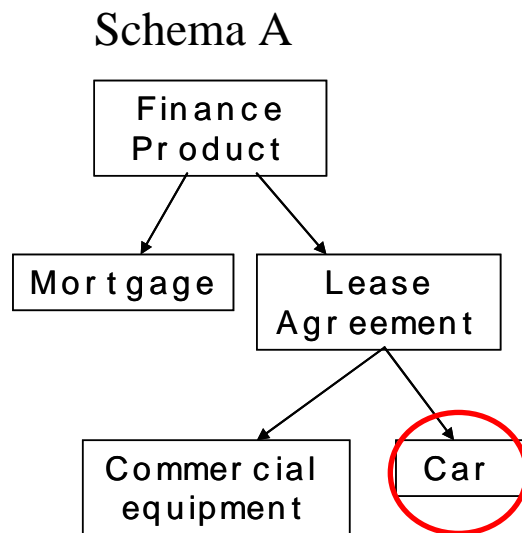 Schema A
Finance
Product
Mortgage
Lease
Agreement
Commercial
equipment
Car